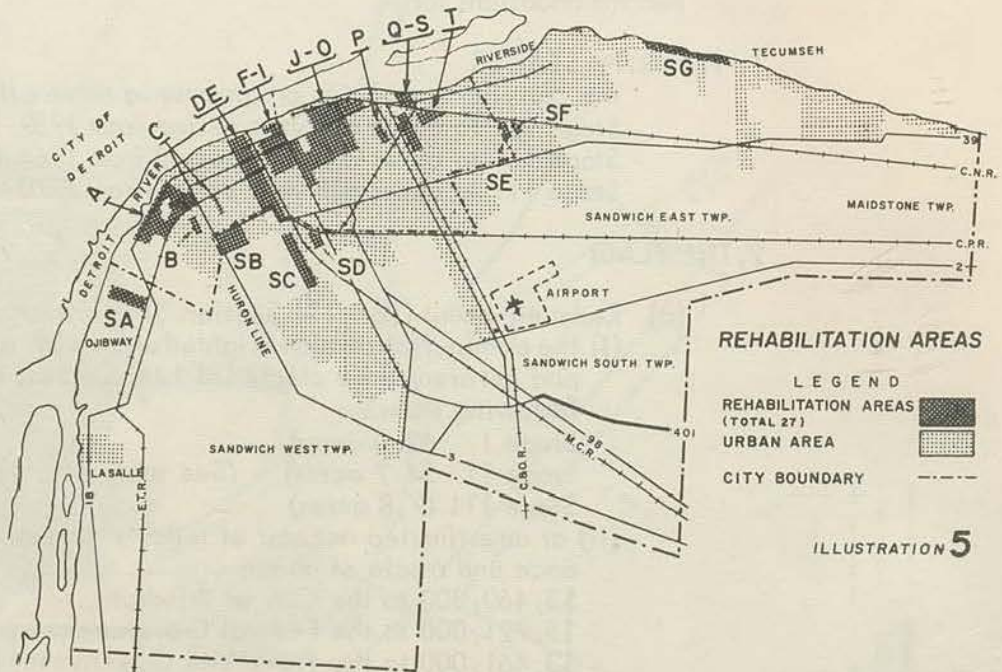 CITY OF
DETROIT
DETROIT
RIVER
A
C
DE
F-I
J-O
P
Q-S
T
RIVERSIDE
SG
TECUMSEH
SF
39
C.N.R.
SE
SANDWICH EAST TWP.
MAIDSTONE TWP.
C.P.R.
2
B
SB
SC
SD
SA
OJIBWAY
HURON LINE
AIRPORT
SANDWICH SOUTH TWP.
401
98
M.C.R.
SANDWICH WEST TWP.
3
C.&O.R.
LA SALLE
18
E.T.R.
REHABILITATION AREAS
LEGEND
REHABILITATION AREAS
(TOTAL 27)
URBAN AREA
CITY BOUNDARY
ILLUSTRATION 5